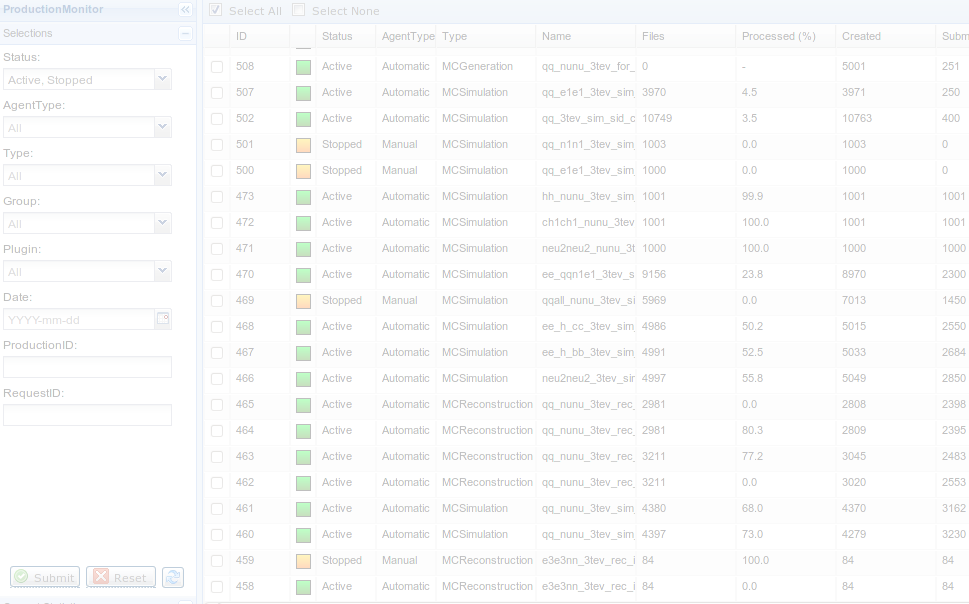 ProductionMonitor
Selections
Status:
Active, Stopped
AgentType:
All
Type:
All
Group:
All
Plugin:
All
Date:
YYYY-mm-dd
ProductionID:
RequestID:
Submit Reset
Select All Select None
ID Status AgentType Type Name Files Processed (%) Created Subm
508 Active Automatic MCGeneration qq_nunu_3tev_for_ 0 - 5001 251
507 Active Automatic MCSimulation qq_e1e1_3tev_sim_ 3970 4.5 3971 250
502 Active Automatic MCSimulation qq_3tev_sim_sid_c 10749 3.5 10763 400
501 Stopped Manual MCSimulation qq_n1n1_3tev_sim_ 1003 0.0 1003 0
500 Stopped Manual MCSimulation qq_e1e1_3tev_sim_ 1000 0.0 1000 0
473 Active Automatic MCSimulation hh_nunu_3tev_sim_ 1001 99.9 1001 1001
472 Active Automatic MCSimulation ch1ch1_nunu_3tev 1001 100.0 1001 1001
471 Active Automatic MCSimulation neu2neu2_nunu_3t 1000 100.0 1000 1000
470 Active Automatic MCSimulation ee_qqn1e1_3tev_s 9156 23.8 8970 2300
469 Stopped Manual MCSimulation qqall_nunu_3tev_si 5969 0.0 7013 1450
468 Active Automatic MCSimulation ee_h_cc_3tev_sim_ 4986 50.2 5015 2550
467 Active Automatic MCSimulation ee_h_bb_3tev_sim_ 4991 52.5 5033 2684
466 Active Automatic MCSimulation neu2neu2_3tev_sir 4997 55.8 5049 2850
465 Active Automatic MCReconstruction qq_nunu_3tev_rec_ 2981 0.0 2808 2398
464 Active Automatic MCReconstruction qq_nunu_3tev_rec_ 2981 80.3 2809 2395
463 Active Automatic MCReconstruction qq_nunu_3tev_rec_ 3211 77.2 3045 2483
462 Active Automatic MCReconstruction qq_nunu_3tev_rec_ 3211 0.0 3020 2553
461 Active Automatic MCSimulation qq_nunu_3tev_sim_ 4380 68.0 4370 3162
460 Active Automatic MCSimulation qq_nunu_3tev_sim_ 4397 73.0 4279 3230
459 Stopped Manual MCReconstruction e3e3nn_3tev_rec_i 84 100.0 84 84
458 Active Automatic MCReconstruction e3e3nn_3tev_rec_i 84 0.0 84 84